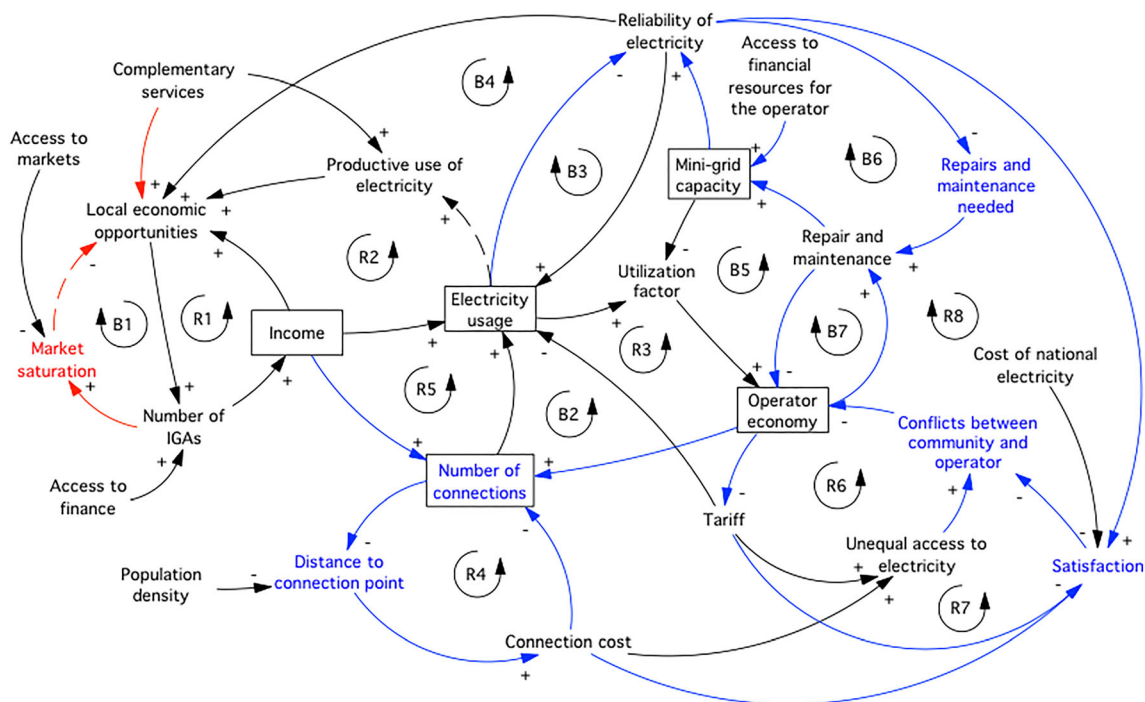 Reliability of
electricity
Access to
financial
resources for
the operator
Complementary
services
B4
Access to
markets
Productive use of
electricity
B3
Mini-grid
capacity
B6
Repairs and
maintenance
needed
Local economic
opportunities
R2
Repair and
maintenance
B5
Utilization
factor
Electricity
usage
B1
R1
Income
Market
saturation
R3
B7
R8
Cost of national
electricity
R5
B2
Operator
economy
Number of
IGAs
Conflicts between
community and
operator
Number of
connections
R6
Access to
finance
Tariff
Unequal access to
electricity
Satisfaction
Distance to
connection point
R4
Population
density
R7
Connection cost
-
+
+
+
+
-
+
+
+
+
+
+
-
-
+
+
+
+
-
+
+
-
+
+
+
-
+
-
-
+
+
+
+
-
-
+
-
-
-
+
-
-
+
+
-
+